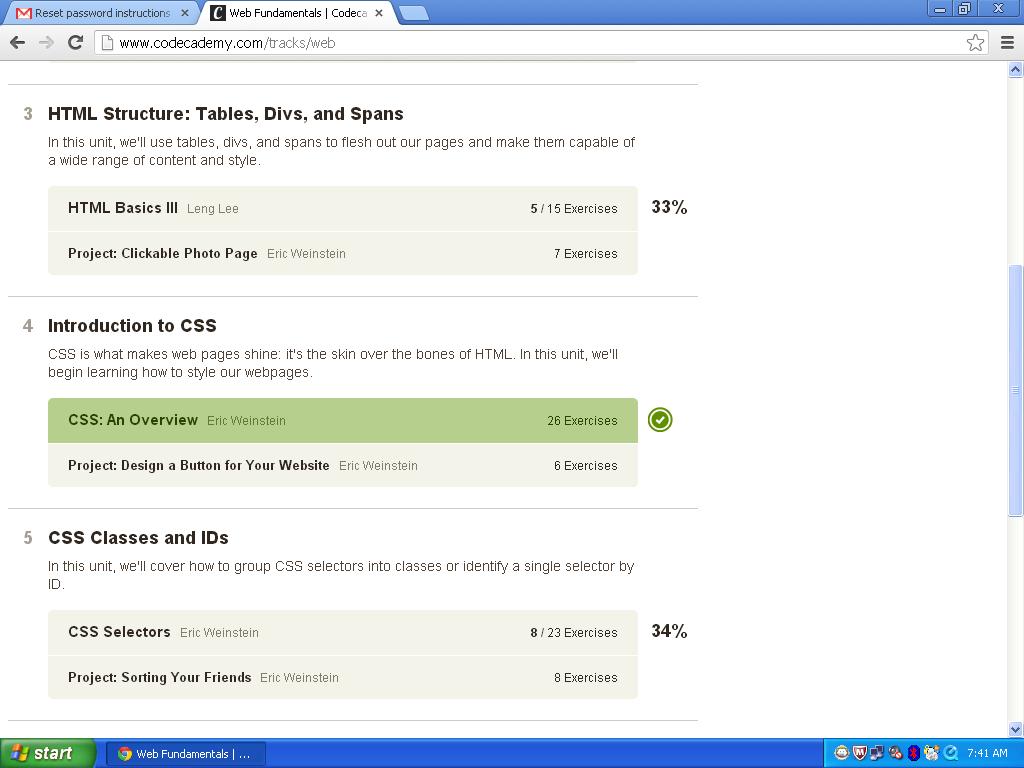 Reset password instructions
Web Fundamentals | Codeca
www.codecademy.com/tracks/web
3 HTML Structure: Tables, Divs, and Spans
In this unit, we'll use tables, divs, and spans to flesh out our pages and make them capable of
a wide range of content and style.
HTML Basics III Leng Lee 5 / 15 Exercises 33%
Project: Clickable Photo Page Eric Weinstein 7 Exercises
4 Introduction to CSS
CSS is what makes web pages shine: it's the skin over the bones of HTML. In this unit, we'll
begin learning how to style our webpages.
CSS: An Overview Eric Weinstein 26 Exercises
Project: Design a Button for Your Website Eric Weinstein 6 Exercises
5 CSS Classes and IDs
In this unit, we'll cover how to group CSS selectors into classes or identify a single selector by
ID.
CSS Selectors Eric Weinstein 8 / 23 Exercises 34%
Project: Sorting Your Friends Eric Weinstein 8 Exercises
start Web Fundamentals | ... 7:41 AM